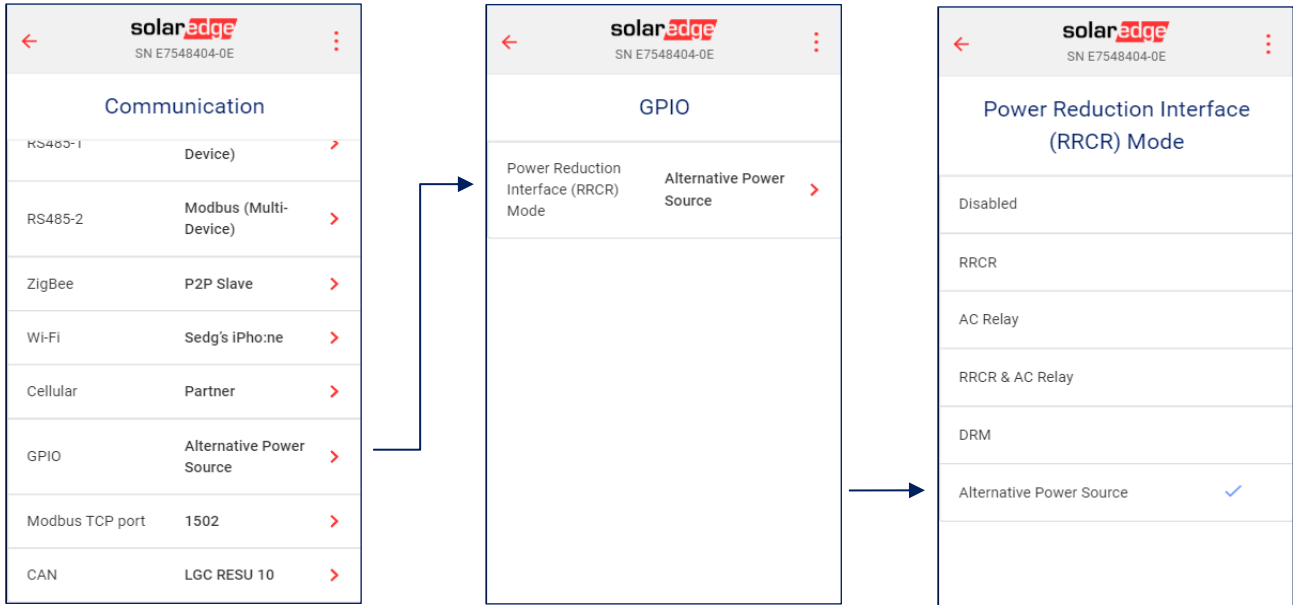 solaredge
SN E7548404-0E
Communication
RS485-1
Device)
RS485-2
Modbus (Multi-
Device)
ZigBee
P2P Slave
Wi-Fi
Sedg's iPho:ne
Cellular
Partner
GPIO
Alternative Power
Source
Modbus TCP port
1502
CAN
LGC RESU 10
solaredge
SN E7548404-0E
GPIO
Power Reduction
Interface (RRCR)
Mode
Alternative Power
Source
solaredge
SN E7548404-0E
Power Reduction Interface
(RRCR) Mode
Disabled
RRCR
AC Relay
RRCR & AC Relay
DRM
Alternative Power Source